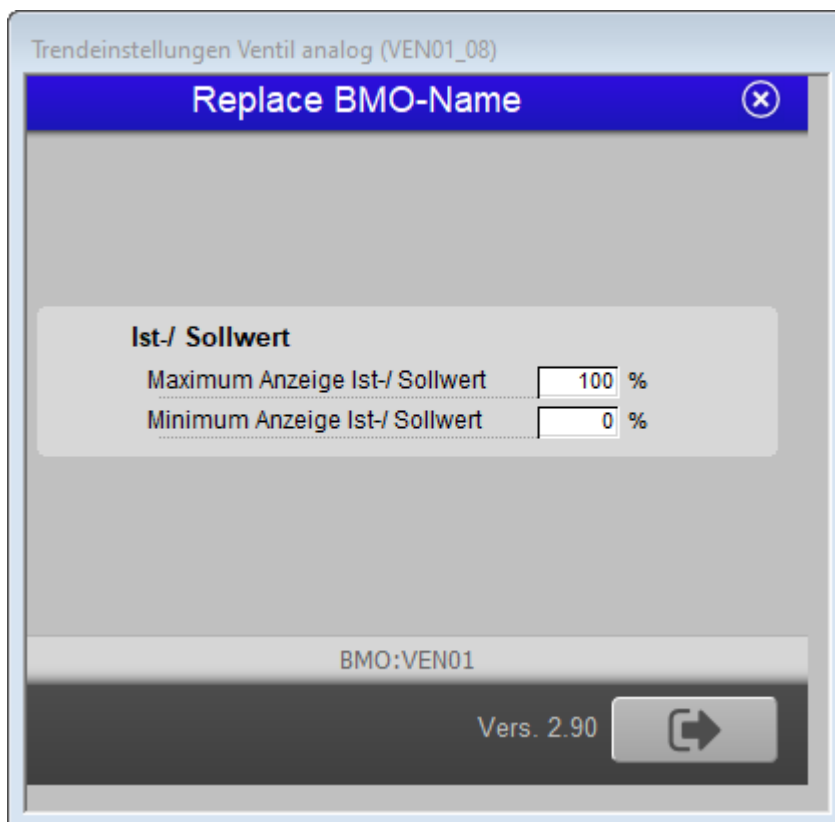 Trendeinstellungen Ventil analog (VEN01_08)
Replace BMO-Name
Ist-/ Sollwert
Maximum Anzeige Ist-/ Sollwert 100 %
Minimum Anzeige Ist-/ Sollwert 0 %
BMO:VEN01
Vers. 2.90